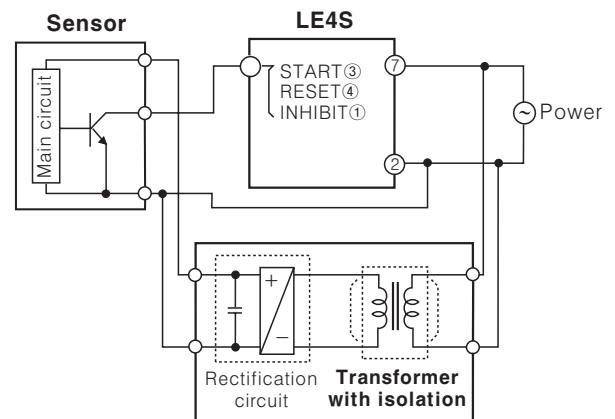 Sensor
LE4S
Main circuit
START③
RESET④
INHIBIT①
7
2
~
Power
+
−
Rectification
circuit
Transformer
with isolation